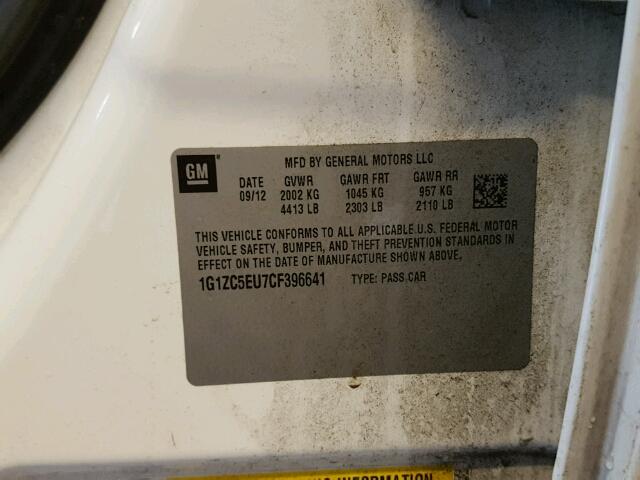 GM
MFD BY GENERAL MOTORS LLC
DATE GVWR GAWR FRT GAWR RR
09/12 2002 KG 1045 KG 957 KG
4413 LB 2303 LB 2110 LB
THIS VEHICLE CONFORMS TO ALL APPLICABLE U.S. FEDERAL MOTOR
VEHICLE SAFETY, BUMPER, AND THEFT PREVENTION STANDARDS IN
EFFECT ON THE DATE OF MANUFACTURE SHOWN ABOVE.
1G1ZC5EU7CF396641 TYPE: PASS CAR
INFORMATION